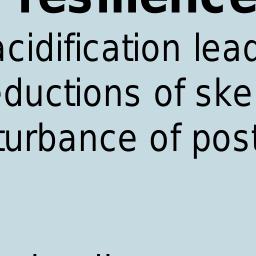 resilience
acidification lead
eductions of ske
turbance of post